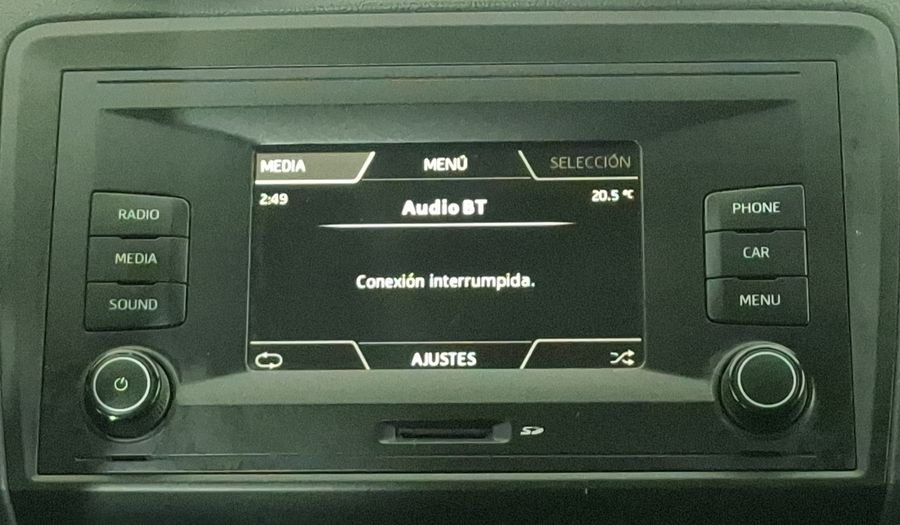 MEDIA MENÚ SELECCIÓN
2:49 Audio BT 20.5 °C
Conexión interrumpida.
AJUSTES
RADIO
MEDIA
SOUND
PHONE
CAR
MENU
SD